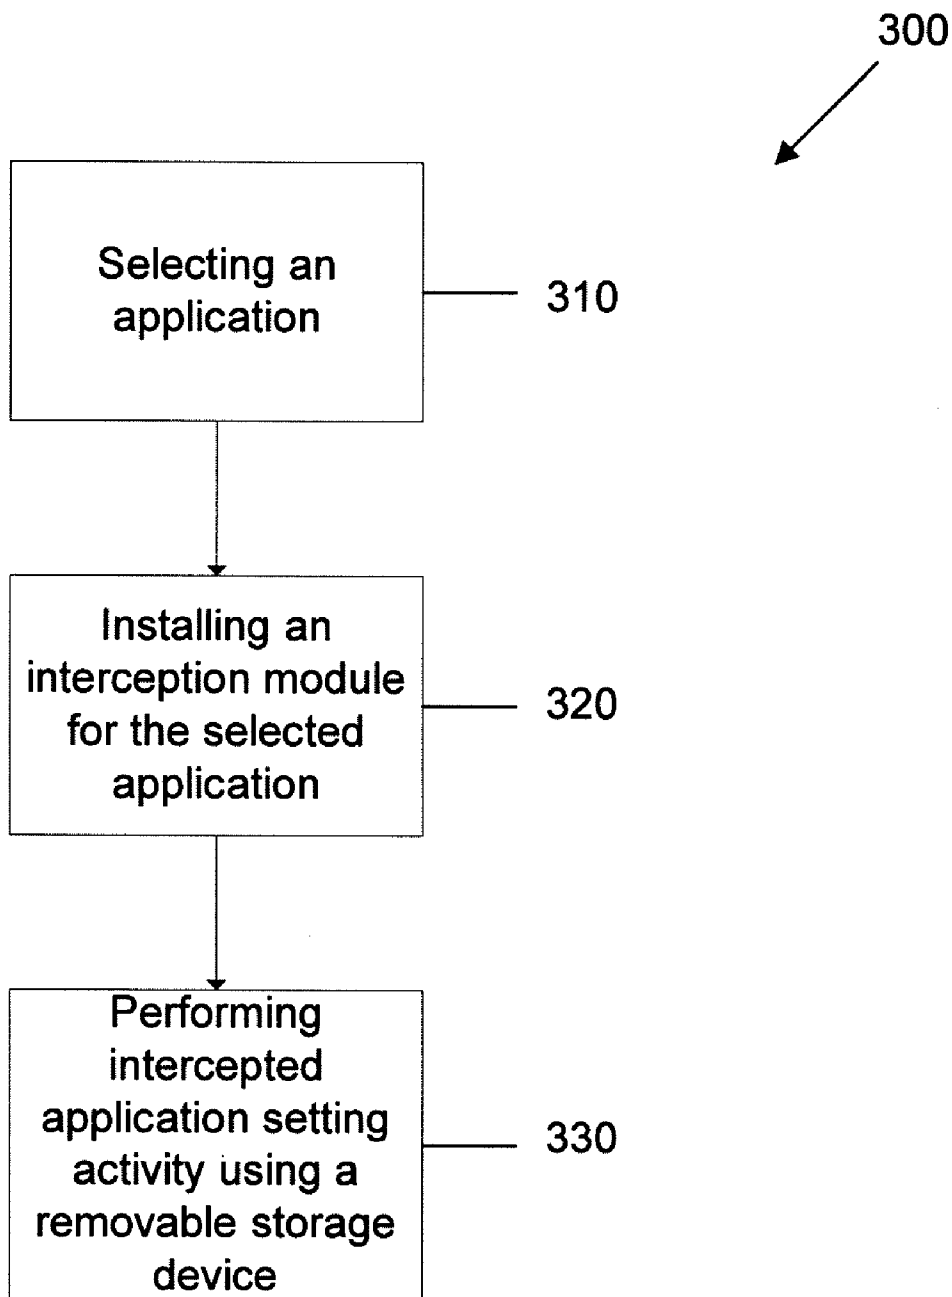 300
Selecting an
application
310
Installing an
interception module
for the selected
application
320
Performing
intercepted
application setting
activity using a
removable storage
device
330